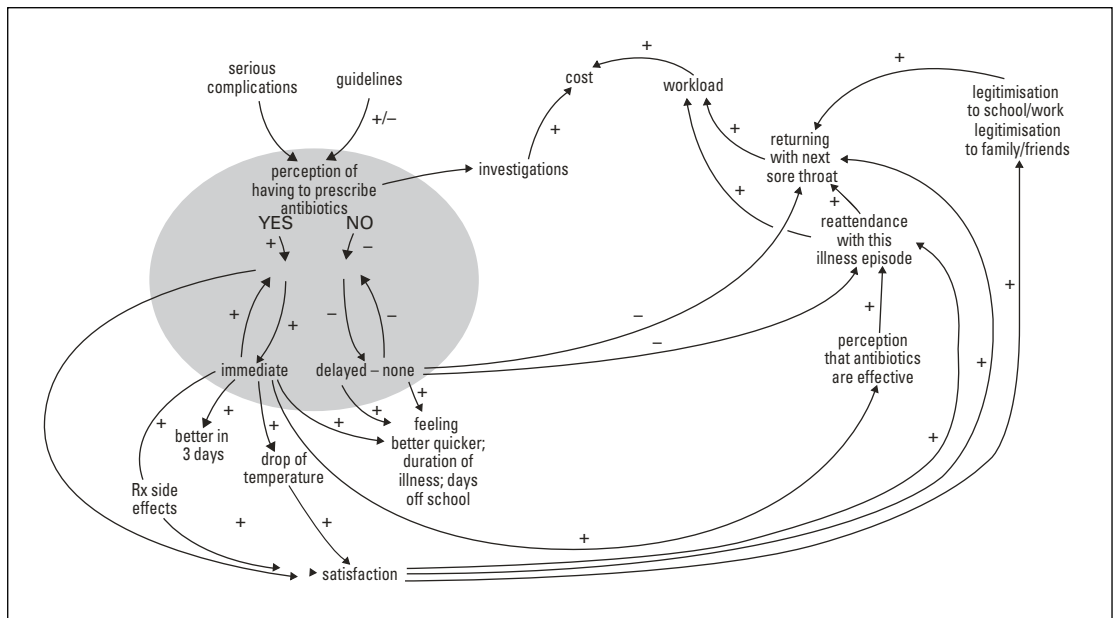 serious
complications
guidelines
+/–
cost
+
workload
+
legitimisation
to school/work
legitimisation
to family/friends
+
+
returning
with next
sore throat
investigations
perception of
having to prescribe
antibiotics
YES
NO
+
–
+
+
reattendance
with this
illness episode
+
+
–
–
+
–
–
+
+
perception
that antibiotics
are effective
+
immediate
delayed – none
+
+
+
+
+
+
better in
3 days
drop of
temperature
feeling
better quicker;
duration of
illness; days
off school
+
Rx side
effects
+
+
+
satisfaction